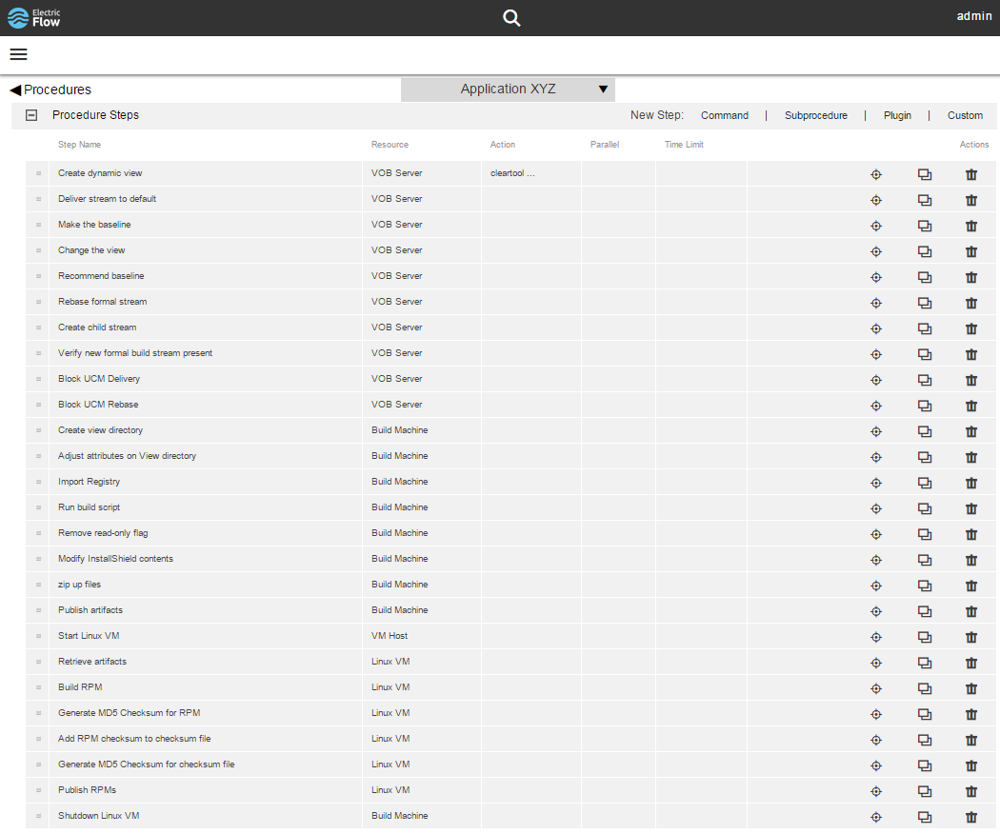 Electric
Flow
admin
Procedures
Application XYZ
Procedure Steps
New Step: Command | Subprocedure | Plugin | Custom
Step Name Resource Action Parallel Time Limit Actions
Create dynamic view VOB Server cleartool ...
Deliver stream to default VOB Server
Make the baseline VOB Server
Change the view VOB Server
Recommend baseline VOB Server
Rebase formal stream VOB Server
Create child stream VOB Server
Verify new formal build stream present VOB Server
Block UCM Delivery VOB Server
Block UCM Rebase VOB Server
Create view directory Build Machine
Adjust attributes on View directory Build Machine
Import Registry Build Machine
Run build script Build Machine
Remove read-only flag Build Machine
Modify InstallShield contents Build Machine
zip up files Build Machine
Publish artifacts Build Machine
Start Linux VM VM Host
Retrieve artifacts Linux VM
Build RPM Linux VM
Generate MD5 Checksum for RPM Linux VM
Add RPM checksum to checksum file Linux VM
Generate MD5 Checksum for checksum file Linux VM
Publish RPMs Linux VM
Shutdown Linux VM Build Machine